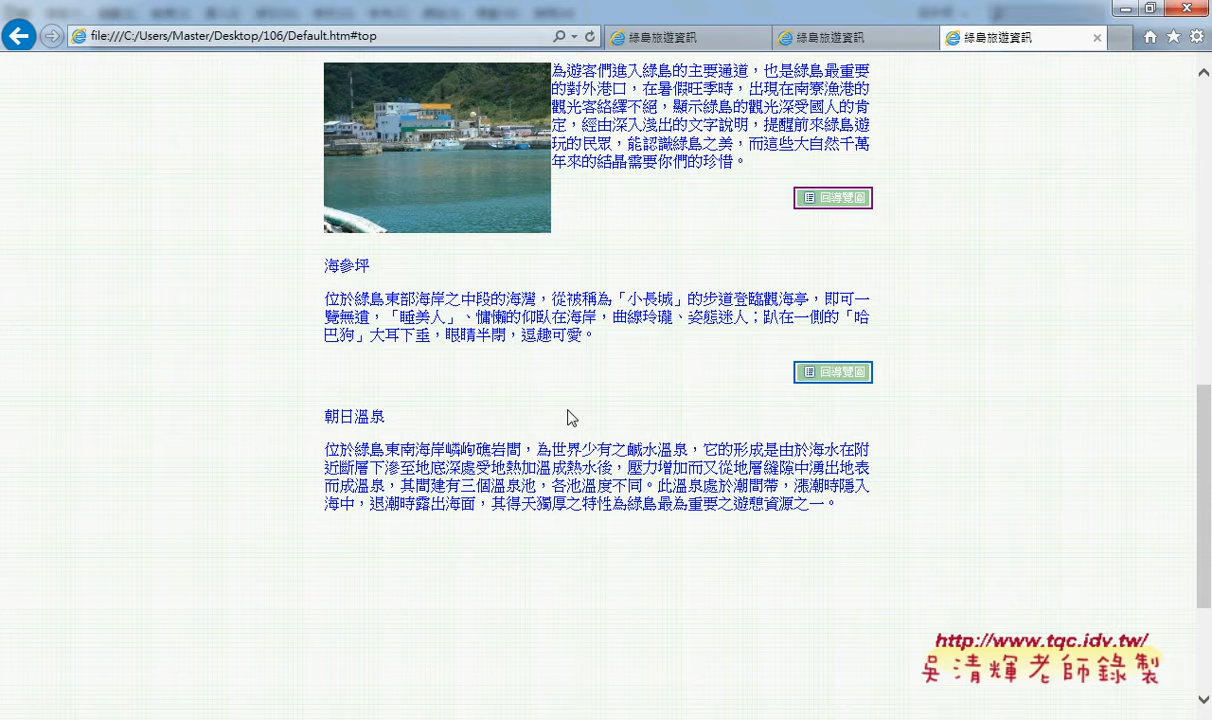 file:///C:/Users/Master/Desktop/106/Default.htm#top
綠島旅遊資訊
綠島旅遊資訊
綠島旅遊資訊
為遊客們進入綠島的主要通道，也是綠島最重要
的對外港口，在暑假旺季時，出現在南寮漁港的
觀光客絡繹不絕，顯示綠島的觀光深受國人的肯
定，經由深入淺出的文字說明，提醒前來綠島遊
玩的民眾，能認識綠島之美，而這些大自然千萬
年來的結晶需要你們的珍惜。
回導覽圖
海參坪
位於綠島東部海岸之中段的海灣，從被稱為「小長城」的步道登臨觀海亭，即可一
覽無遺，「睡美人」、慵懶的仰臥在海岸，曲線玲瓏、姿態迷人；趴在一側的「哈
巴狗」大耳下垂，眼睛半閉，逗趣可愛。
回導覽圖
朝日溫泉
位於綠島東南海岸嶙峋礁岩間，為世界少有之鹹水溫泉，它的形成是由於海水在附
近斷層下滲至地底深處受地熱加溫成熱水後，壓力增加而又從地層縫隙中湧出地表
而成溫泉，其間建有三個溫泉池，各池溫度不同。此溫泉處於潮間帶，漲潮時隱入
海中，退潮時露出海面，其得天獨厚之特性為綠島最為重要之遊憩資源之一。
http://www.tqc.idv.tw/
吳清輝老師錄製